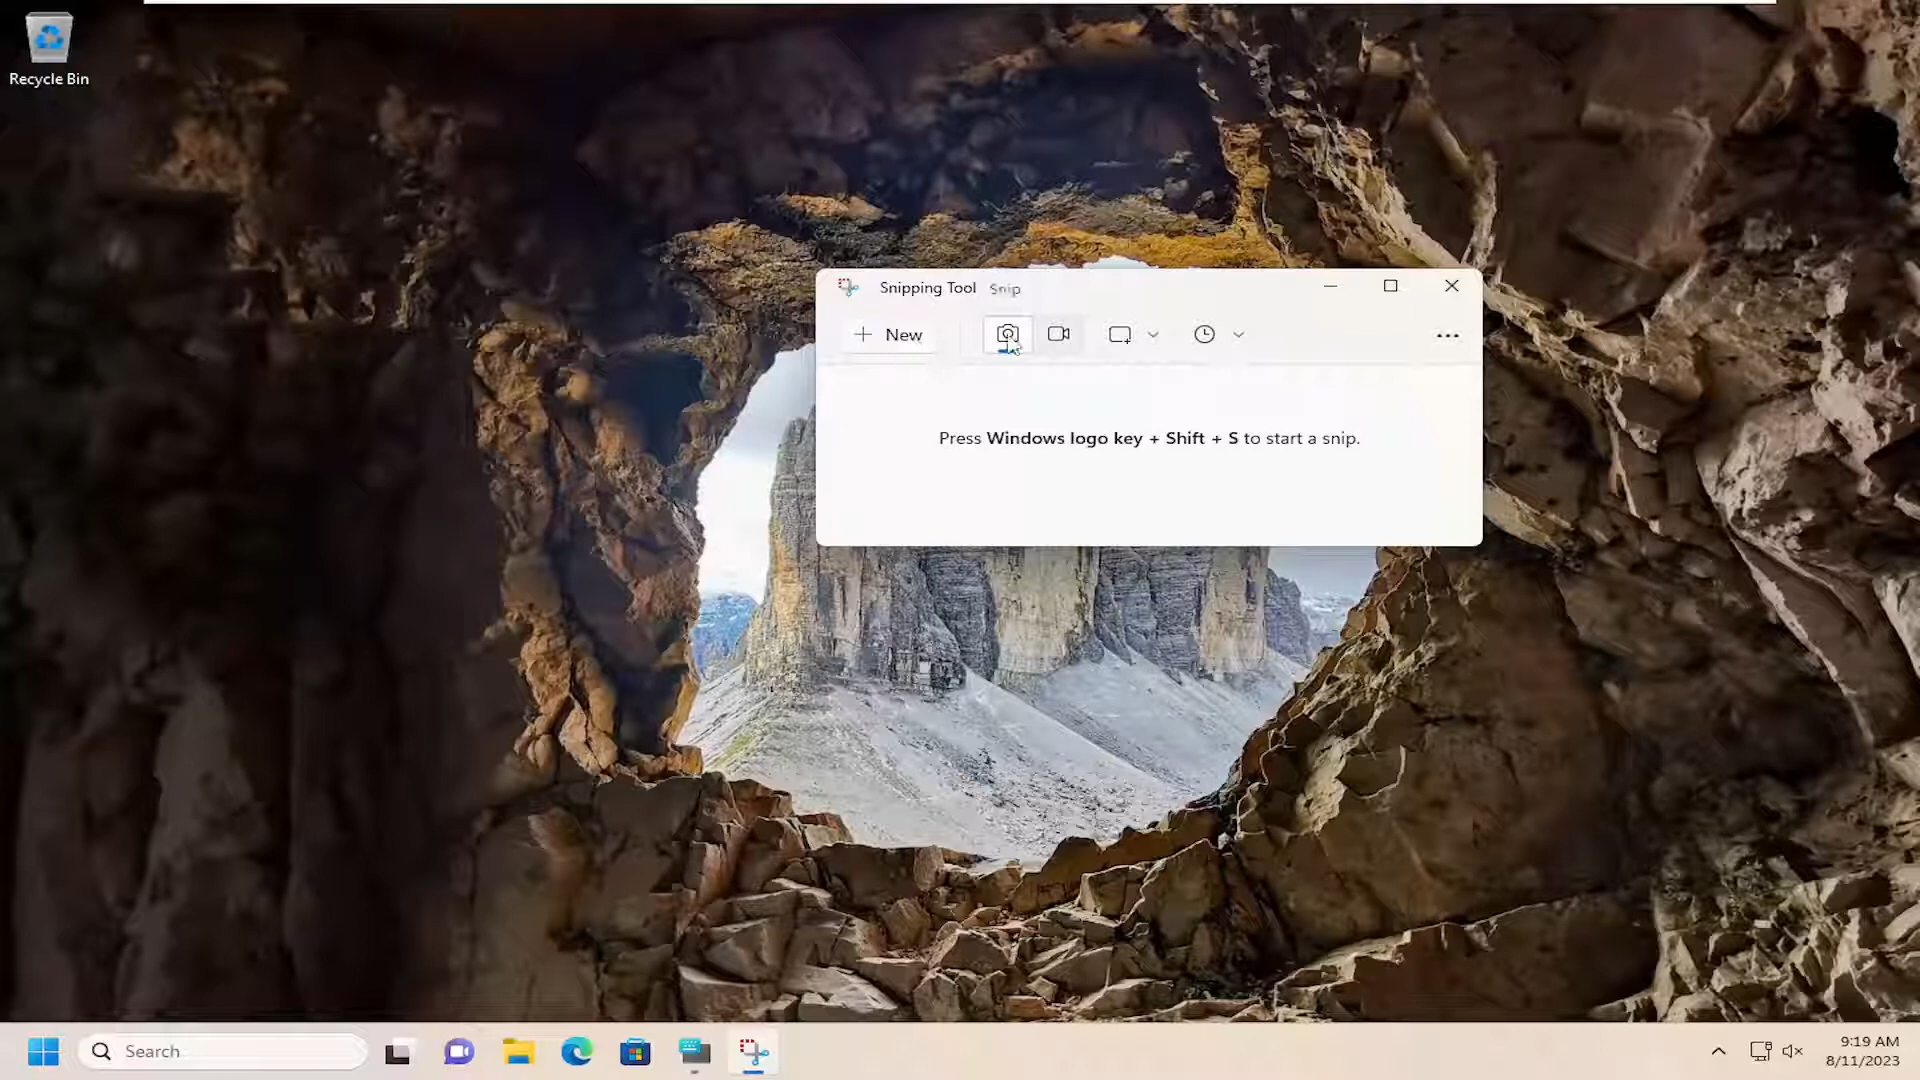 Recycle Bin
Snipping Tool Snip
New
Press Windows logo key + Shift + S to start a snip.
Search
9:19 AM
8/11/2023